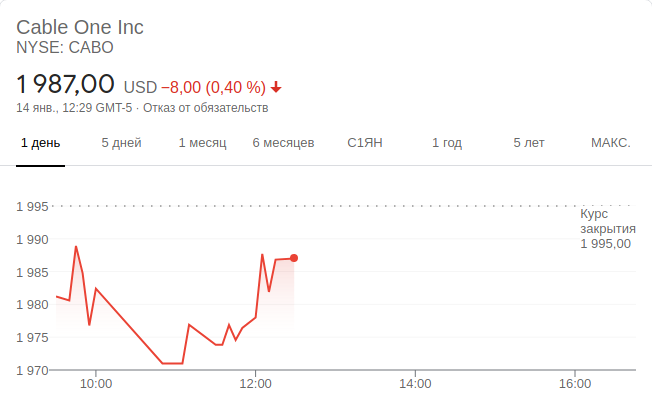 Cable One Inc
NYSE: CABO
1 987,00 USD −8,00 (0,40 %)
14 янв., 12:29 GMT-5 · Отказ от обязательств
1 день 5 дней 1 месяц 6 месяцев С1ЯН 1 год 5 лет МАКС.
1 995
Курс
закрытия
1 995,00
1 990
1 985
1 980
1 975
1 970
10:00 12:00 14:00 16:00